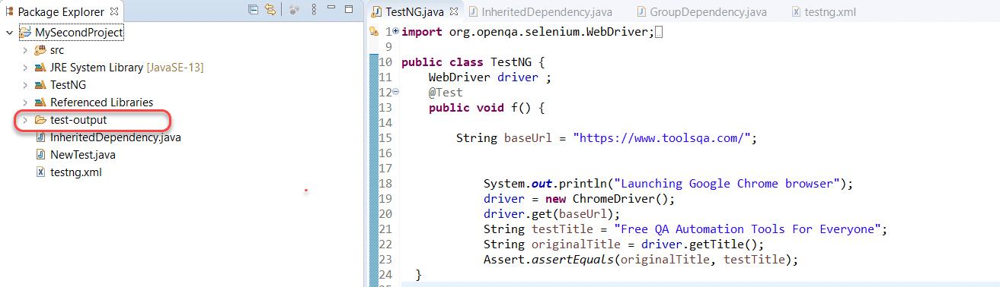 Package Explorer
MySecondProject
src
JRE System Library [JavaSE-13]
TestNG
Referenced Libraries
test-output
InheritedDependency.java
NewTest.java
testng.xml
TestNG.java InheritedDependency.java GroupDependency.java testng.xml
1 import org.openqa.selenium.WebDriver;
9
10 public class TestNG {
11 WebDriver driver ;
12 @Test
13 public void f() {
14
15 String baseUrl = "https://www.toolsqa.com/";
16
17
18 System.out.println("Launching Google Chrome browser");
19 driver = new ChromeDriver();
20 driver.get(baseUrl);
21 String testTitle = "Free QA Automation Tools For Everyone";
22 String originalTitle = driver.getTitle();
23 Assert.assertEquals(originalTitle, testTitle);
24 }